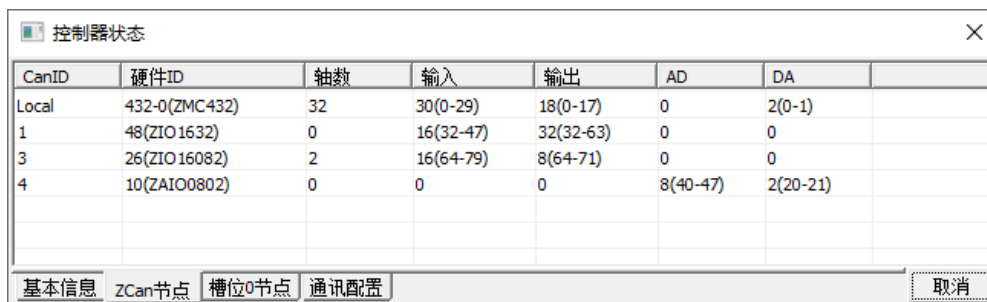 控制器状态
CanID 硬件ID 轴数 输入 输出 AD DA
Local 432-0(ZMC432) 32 30(0-29) 18(0-17) 0 2(0-1)
1 48(ZIO1632) 0 16(32-47) 32(32-63) 0 0
3 26(ZIO16082) 2 16(64-79) 8(64-71) 0 0
4 10(ZAIO0802) 0 0 0 8(40-47) 2(20-21)
基本信息 ZCan节点 槽位0节点 通讯配置 取消